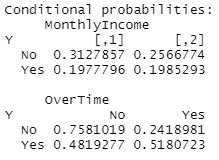 Conditional probabilities:
     MonthlyIncome
Y          [,1]      [,2]
  No  0.3127857 0.2566774
  Yes 0.1977796 0.1985293
     OverTime
Y            No       Yes
  No  0.7581019 0.2418981
  Yes 0.4819277 0.5180723